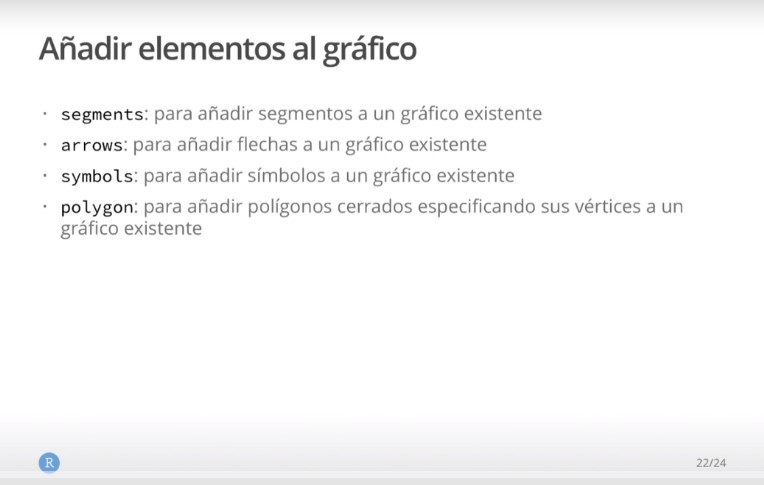 Añadir elementos al gráfico
· segments: para añadir segmentos a un gráfico existente
· arrows: para añadir flechas a un gráfico existente
· symbols: para añadir símbolos a un gráfico existente
· polygon: para añadir polígonos cerrados especificando sus vértices a un
gráfico existente
R
22/24